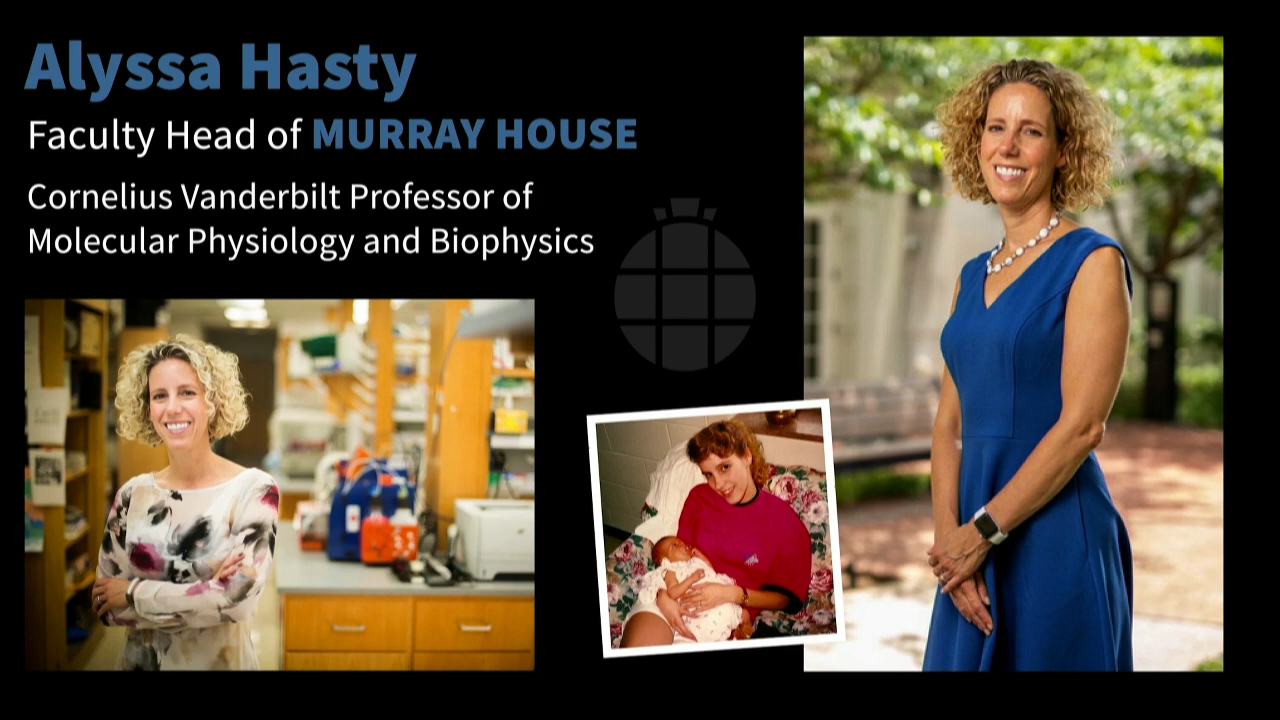 Alyssa Hasty
Faculty Head of MURRAY HOUSE
Cornelius Vanderbilt Professor of
Molecular Physiology and Biophysics